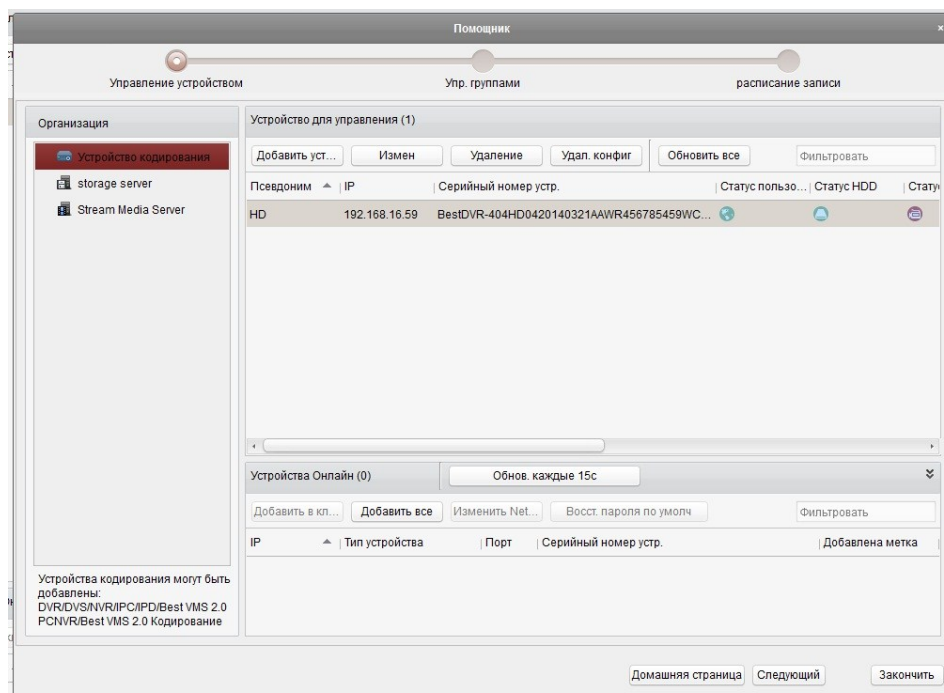 Помощник
Управление устройством
Упр. группами
расписание записи
Организация
Устройство кодирования
storage server
Stream Media Server
Устройства кодирования могут быть
добавлены:
DVR/DVS/NVR/IPC/IPD/Best VMS 2.0
PCNVR/Best VMS 2.0 Кодирование
Устройство для управления (1)
Добавить уст... Измен Удаление Удал. конфиг Обновить все Фильтровать
Псевдоним IP Серийный номер устр. Статус пользо... Статус HDD
HD 192.168.16.59 BestDVR-404HD0420140321AAWR456785459WC...
Устройства Онлайн (0) Обнов. каждые 15с
Добавить в кл... Добавить все Изменить Net... Восст. пароля по умолч Фильтровать
IP Тип устройства Порт Серийный номер устр. Добавлена метка
Домашняя страница Следующий Закончить